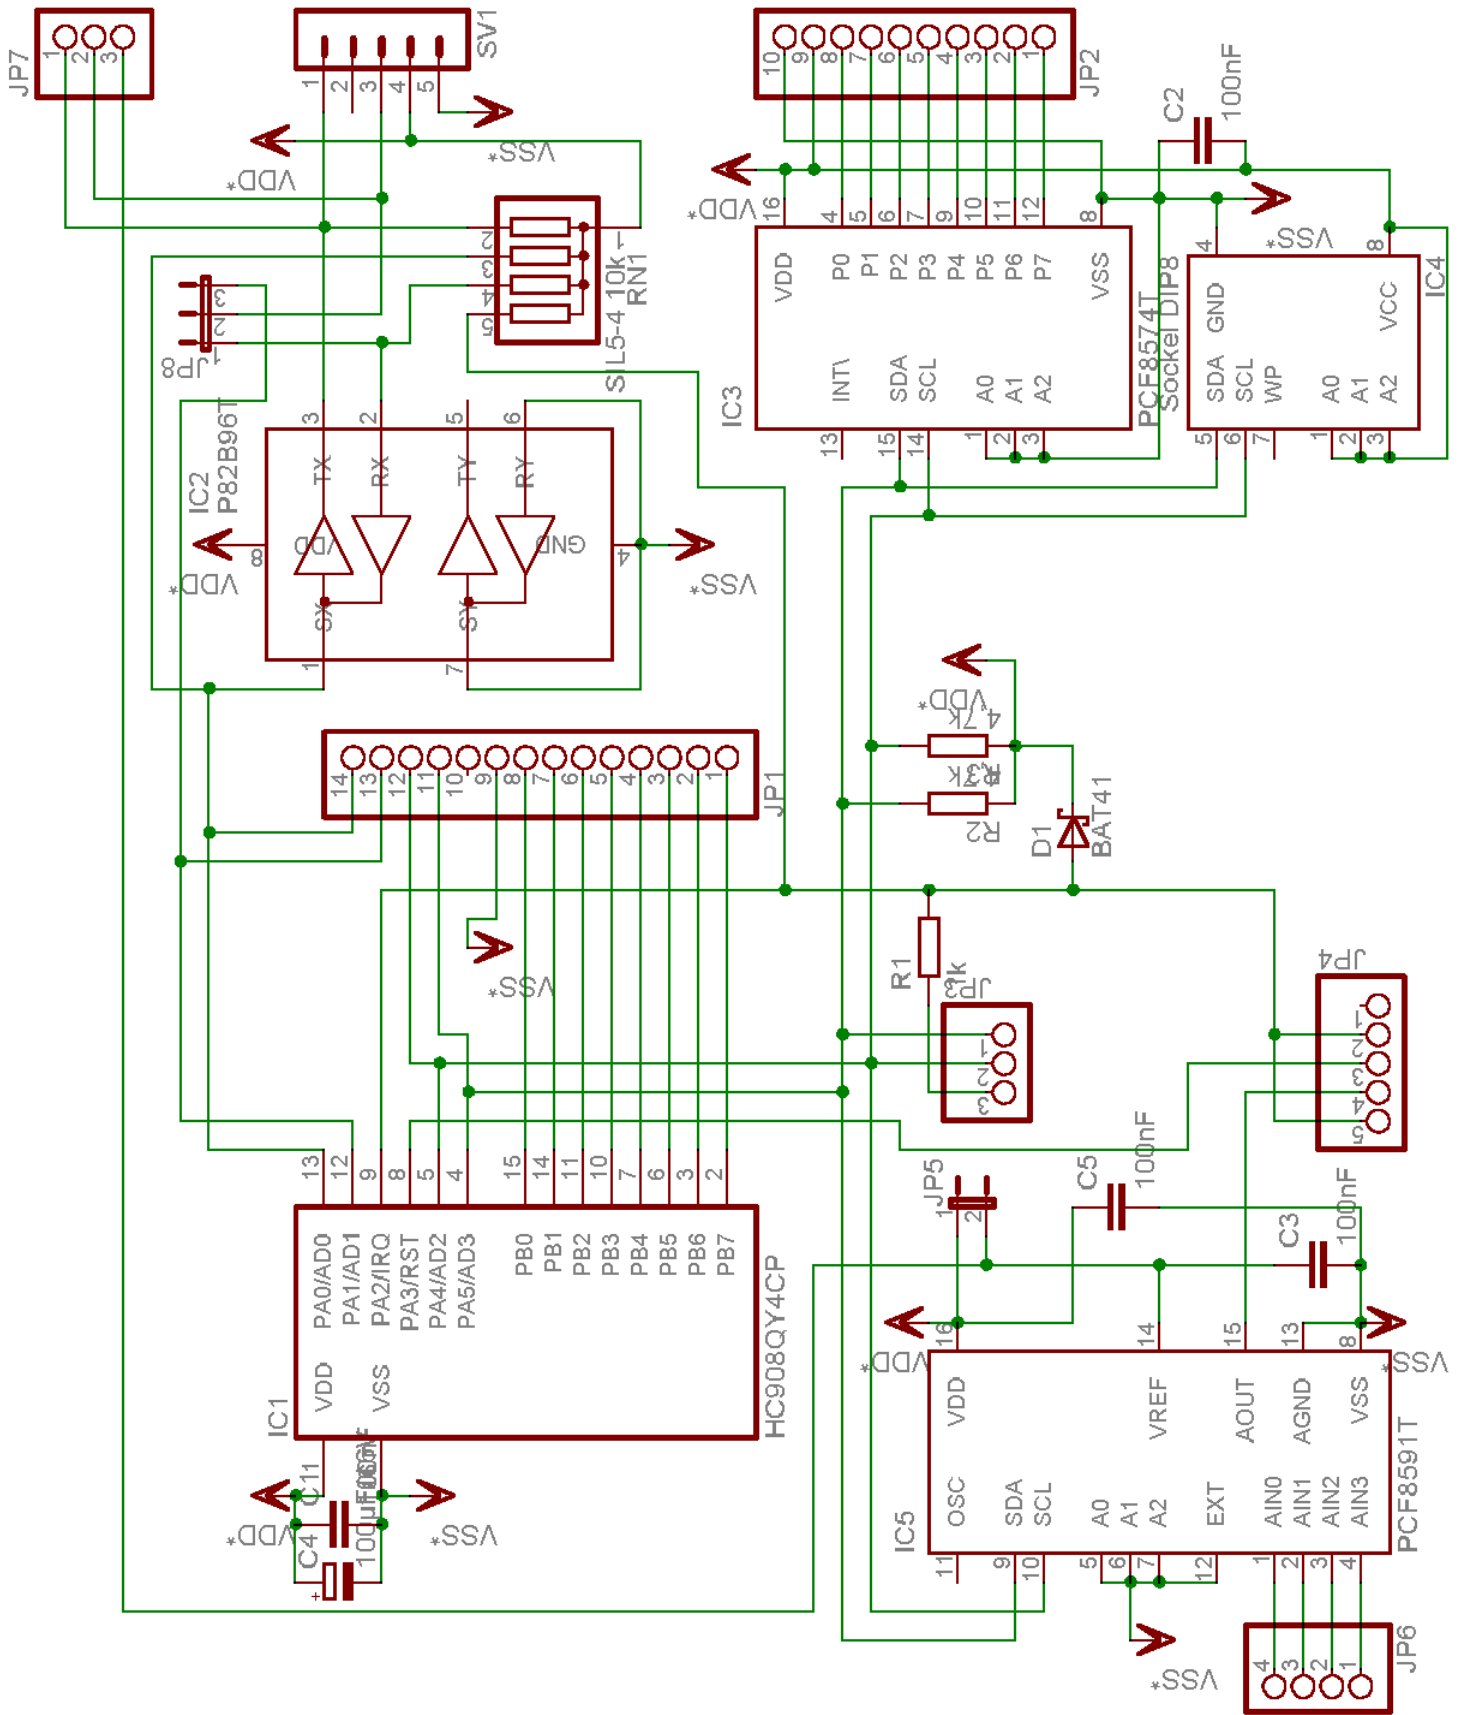 JP7
1
2
3
SV1
1
2
3
4
5
VSS*
VDD*
JP2
10
9
8
7
6
5
4
3
2
1
C2
100nF
VDD*
VSS*
16
4
5
6
7
9
10
11
12
8
VDD
P0
P1
P2
P3
P4
P5
P6
P7
VSS
INT\
SDA
SCL
A0
A1
A2
13
15
14
1
2
3
IC3
PCF8574T
Sockel DIP8
4
8
GND
VCC
IC4
SDA
SCL
WP
A0
A1
A2
5
6
7
1
2
3
2
3
4
5
1
SIL5-4 10k
RN1
3
2
1
JP8
IC2
P82B96T
3
2
5
6
TX
RX
TY
RY
VDD
GND
8
4
SX
SY
1
7
VDD*
VSS*
JP1
14
13
12
11
10
9
8
7
6
5
4
3
2
1
VSS*
VDD*
4,7k
R2
D1
BAT41
R1
1k
JP3
1
2
3
JP4
1
2
3
4
5
13
12
9
8
5
4
15
14
11
10
7
6
3
2
PA0/AD0
PA1/AD1
PA2/IRQ
PA3/RST
PA4/AD2
PA5/AD3
PB0
PB1
PB2
PB3
PB4
PB5
PB6
PB7
VDD
VSS
IC1
HC908QY4CP
VDD*
VSS*
C4
JP5
1
2
C5
100nF
C3
100nF
VDD*
VSS*
16
14
15
13
8
VDD
VREF
AOUT
AGND
VSS
OSC
SDA
SCL
A0
A1
A2
EXT
AIN0
AIN1
AIN2
AIN3
IC5
PCF8591T
11
9
10
5
6
7
12
1
2
3
4
VSS*
4
3
2
1
JP6